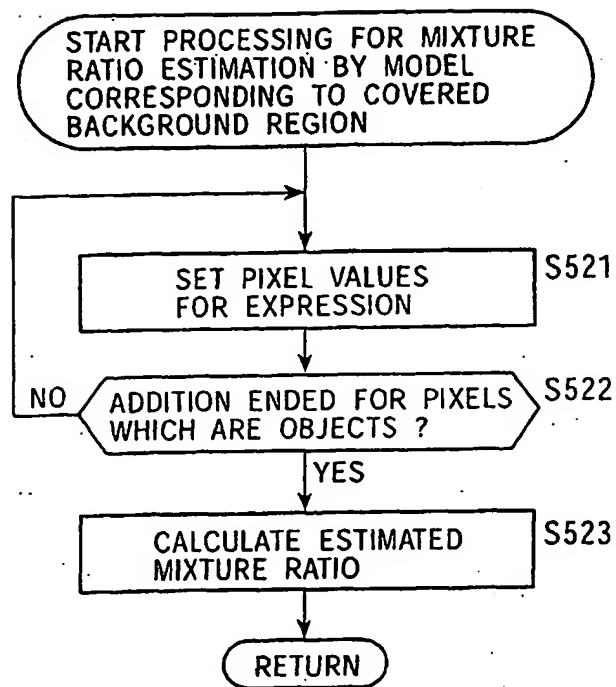 START PROCESSING FOR MIXTURE
RATIO ESTIMATION BY MODEL
CORRESPONDING TO COVERED
BACKGROUND REGION
SET PIXEL VALUES
FOR EXPRESSION
S521
ADDITION ENDED FOR PIXELS
WHICH ARE OBJECTS ?
S522
NO
YES
CALCULATE ESTIMATED
MIXTURE RATIO
S523
RETURN